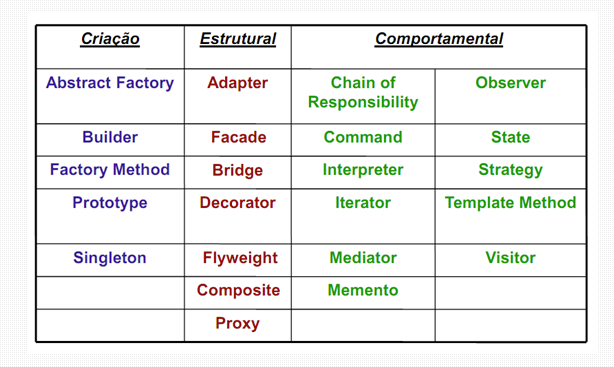 Criação Estrutural Comportamental
Abstract Factory Adapter Chain of Responsibility Observer
Builder Facade Command State
Factory Method Bridge Interpreter Strategy
Prototype Decorator Iterator Template Method
Singleton Flyweight Mediator Visitor
Composite Memento
Proxy